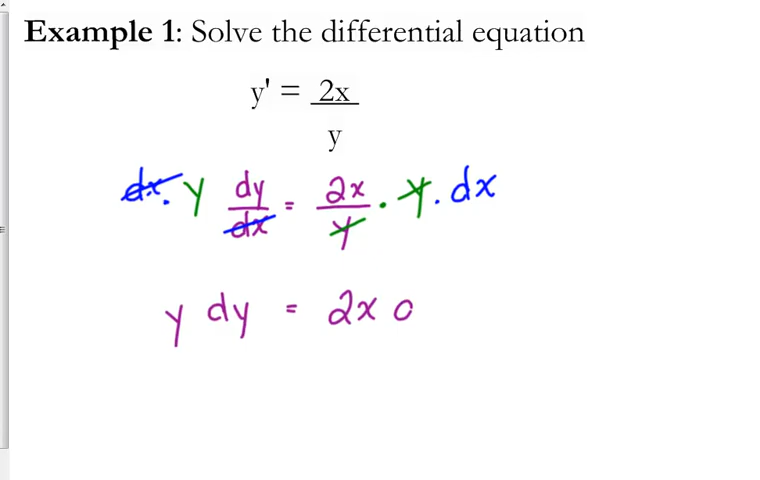 Example 1: Solve the differential equation
y' = 2x
y
dx · y dy/dx = 2x/y · y · dx
y dy = 2x